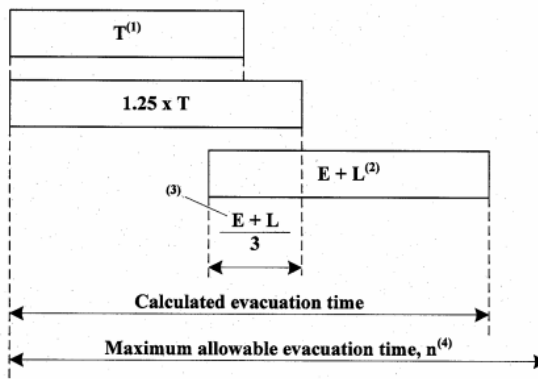 T(1)
1.25 x T
E + L(2)
(3)
E + L
3
Calculated evacuation time
Maximum allowable evacuation time, n(4)